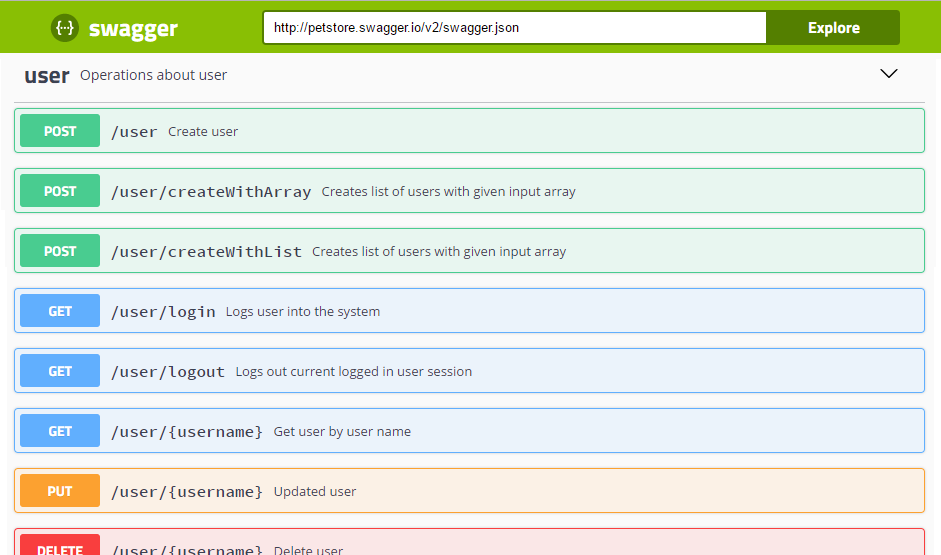 {···} swagger http://petstore.swagger.io/v2/swagger.json Explore
user Operations about user
POST /user Create user
POST /user/createWithArray Creates list of users with given input array
POST /user/createWithList Creates list of users with given input array
GET /user/login Logs user into the system
GET /user/logout Logs out current logged in user session
GET /user/{username} Get user by user name
PUT /user/{username} Updated user
DELETE /user/{username} Delete user